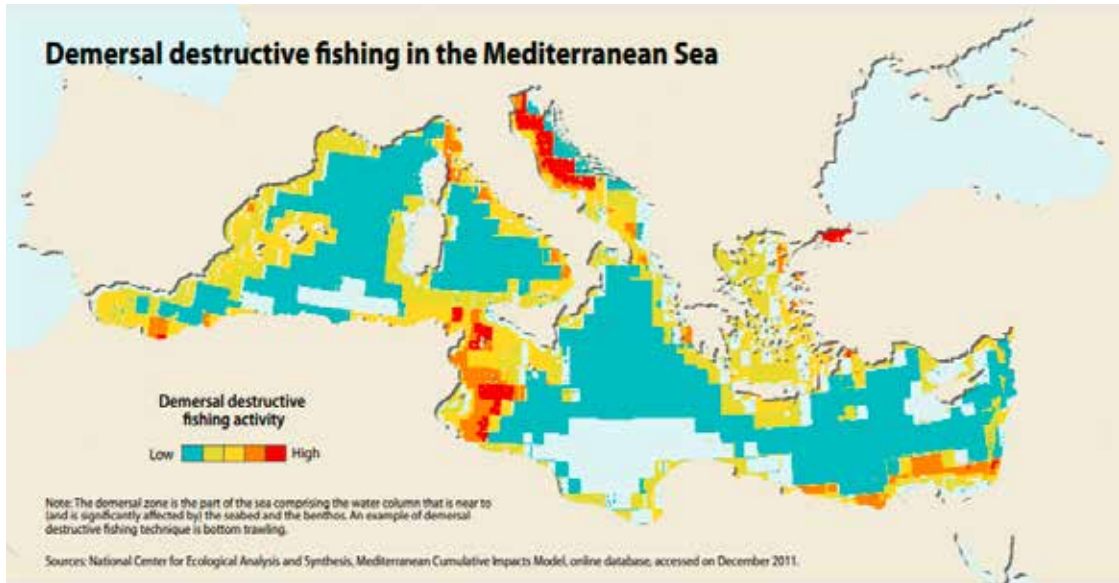 Demersal destructive fishing in the Mediterranean Sea
Demersal destructive
fishing activity
Low High
Note: The demersal zone is the part of the sea comprising the water column that is near to
(and is significantly affected by) the seabed and the benthos. An example of demersal
destructive fishing technique is bottom trawling.
Sources: National Center for Ecological Analysis and Synthesis, Mediterranean Cumulative Impacts Model, online database, accessed on December 2011.